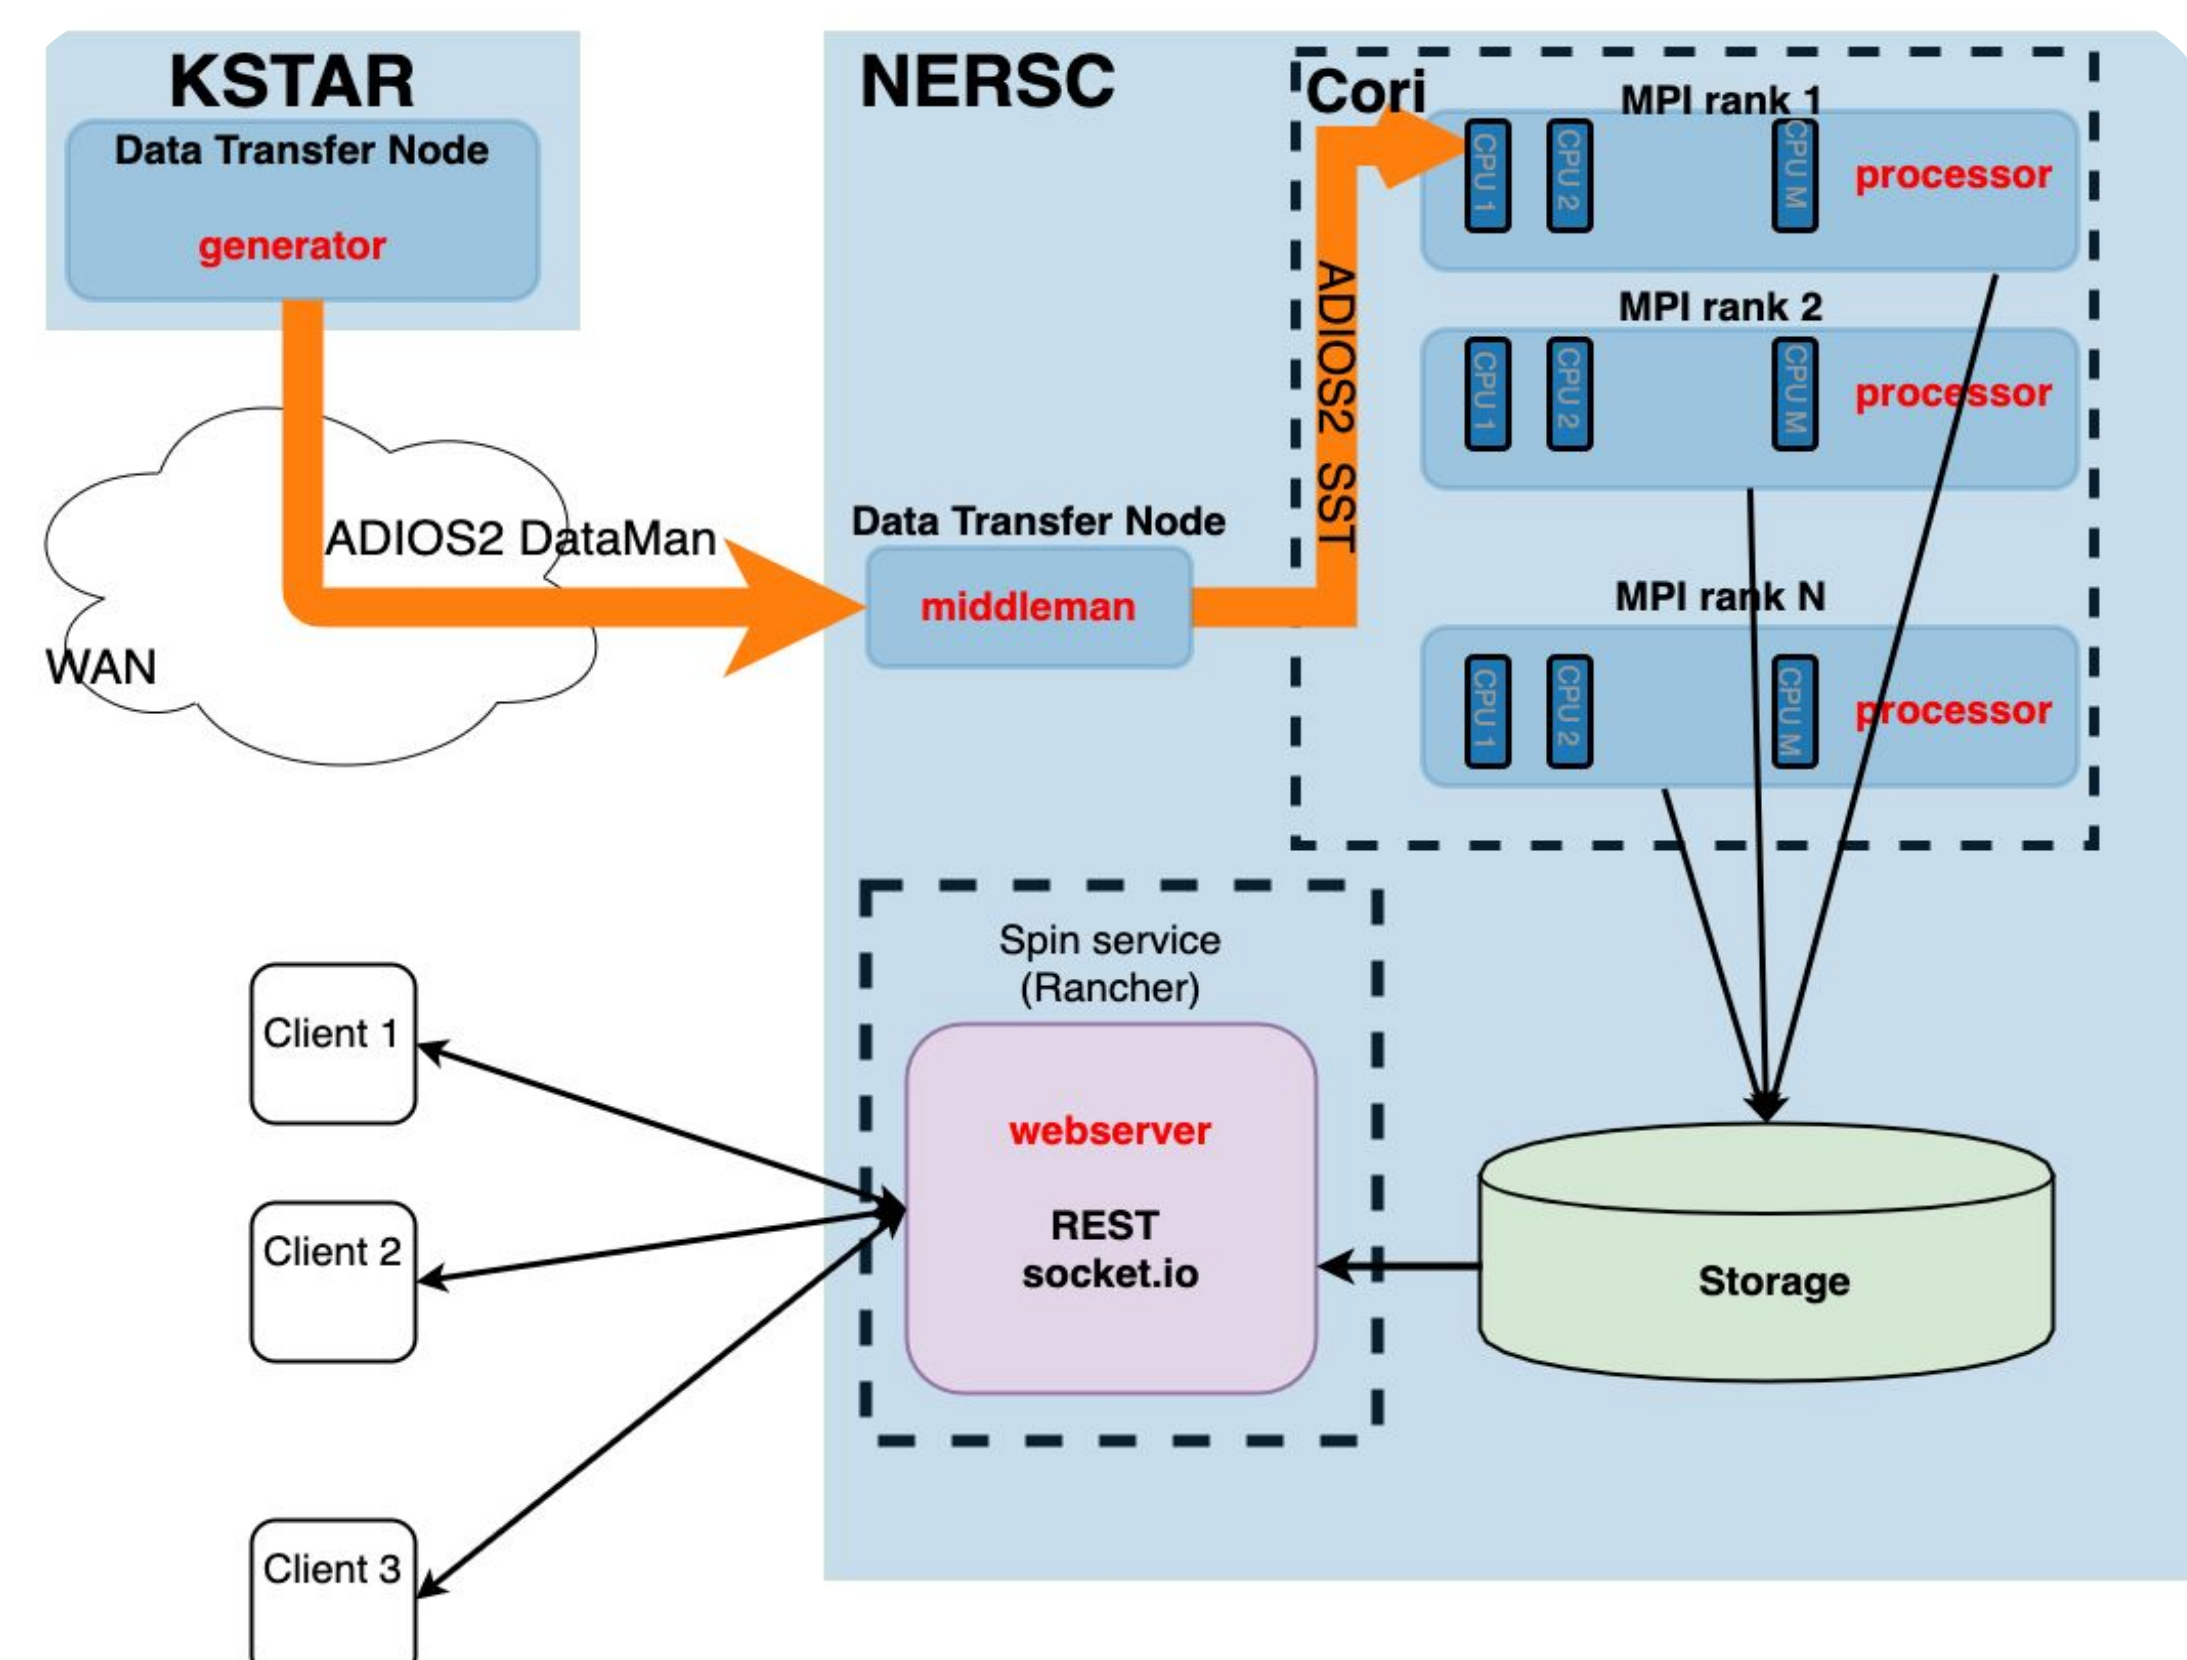 KSTAR
Data Transfer Node
generator
ADIOS2 DataMan
WAN
NERSC
Data Transfer Node
middleman
ADIOS2 SST
Cori
MPI rank 1
CPU 1
CPU 2
CPU M
processor
MPI rank 2
CPU 1
CPU 2
CPU M
processor
MPI rank N
CPU 1
CPU 2
CPU M
processor
Spin service
(Rancher)
webserver
REST
socket.io
Storage
Client 1
Client 2
Client 3